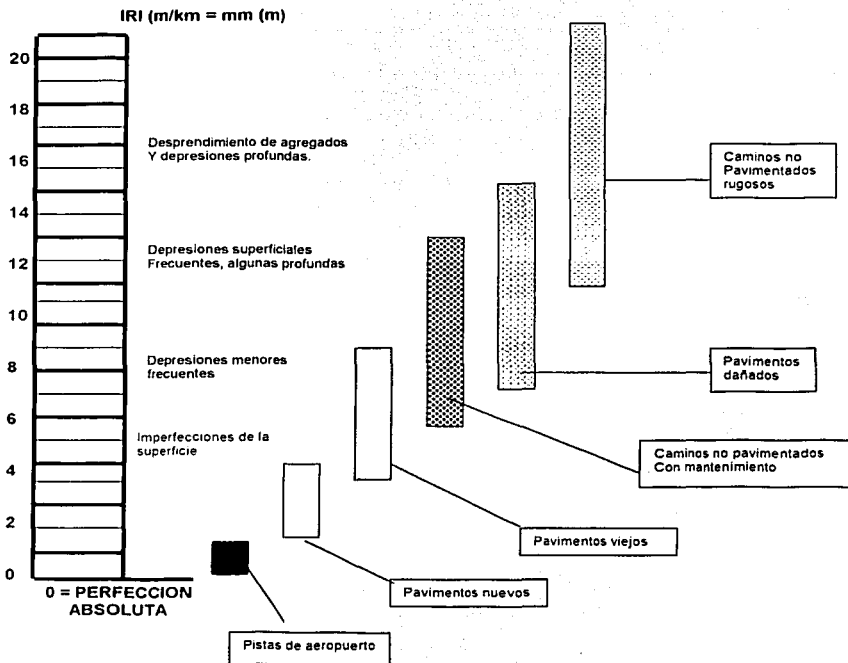 IRI (m/km = mm (m)
20
18
Desprendimiento de agregados
Y depresiones profundas.
16
Caminos no
Pavimentados
rugosos
14
Depresiones superficiales
Frecuentes, algunas profundas
12
10
Depresiones menores
frecuentes
8
Pavimentos
dañados
6
Imperfecciones de la
superficie
Caminos no pavimentados
Con mantenimiento
4
2
Pavimentos viejos
0
0 = PERFECCION
ABSOLUTA
Pavimentos nuevos
Pistas de aeropuerto